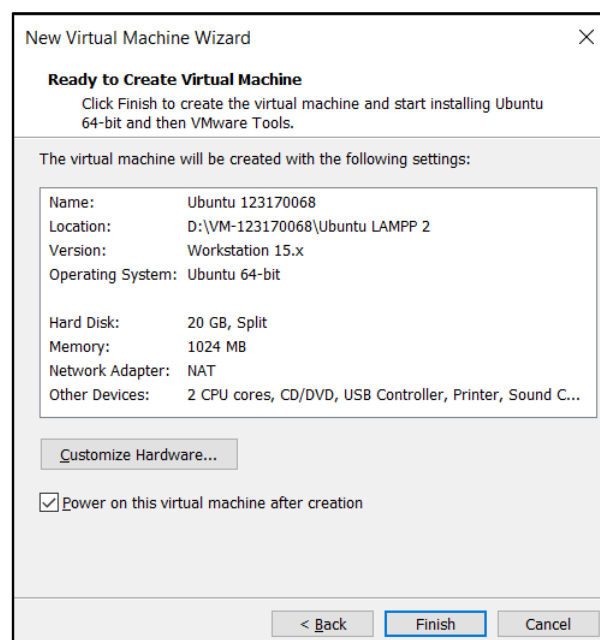 New Virtual Machine Wizard
Ready to Create Virtual Machine
Click Finish to create the virtual machine and start installing Ubuntu
64-bit and then VMware Tools.
The virtual machine will be created with the following settings:
Name: Ubuntu 123170068
Location: D:\VM-123170068\Ubuntu LAMPP 2
Version: Workstation 15.x
Operating System: Ubuntu 64-bit
Hard Disk: 20 GB, Split
Memory: 1024 MB
Network Adapter: NAT
Other Devices: 2 CPU cores, CD/DVD, USB Controller, Printer, Sound C...
Customize Hardware...
Power on this virtual machine after creation
< Back Finish Cancel